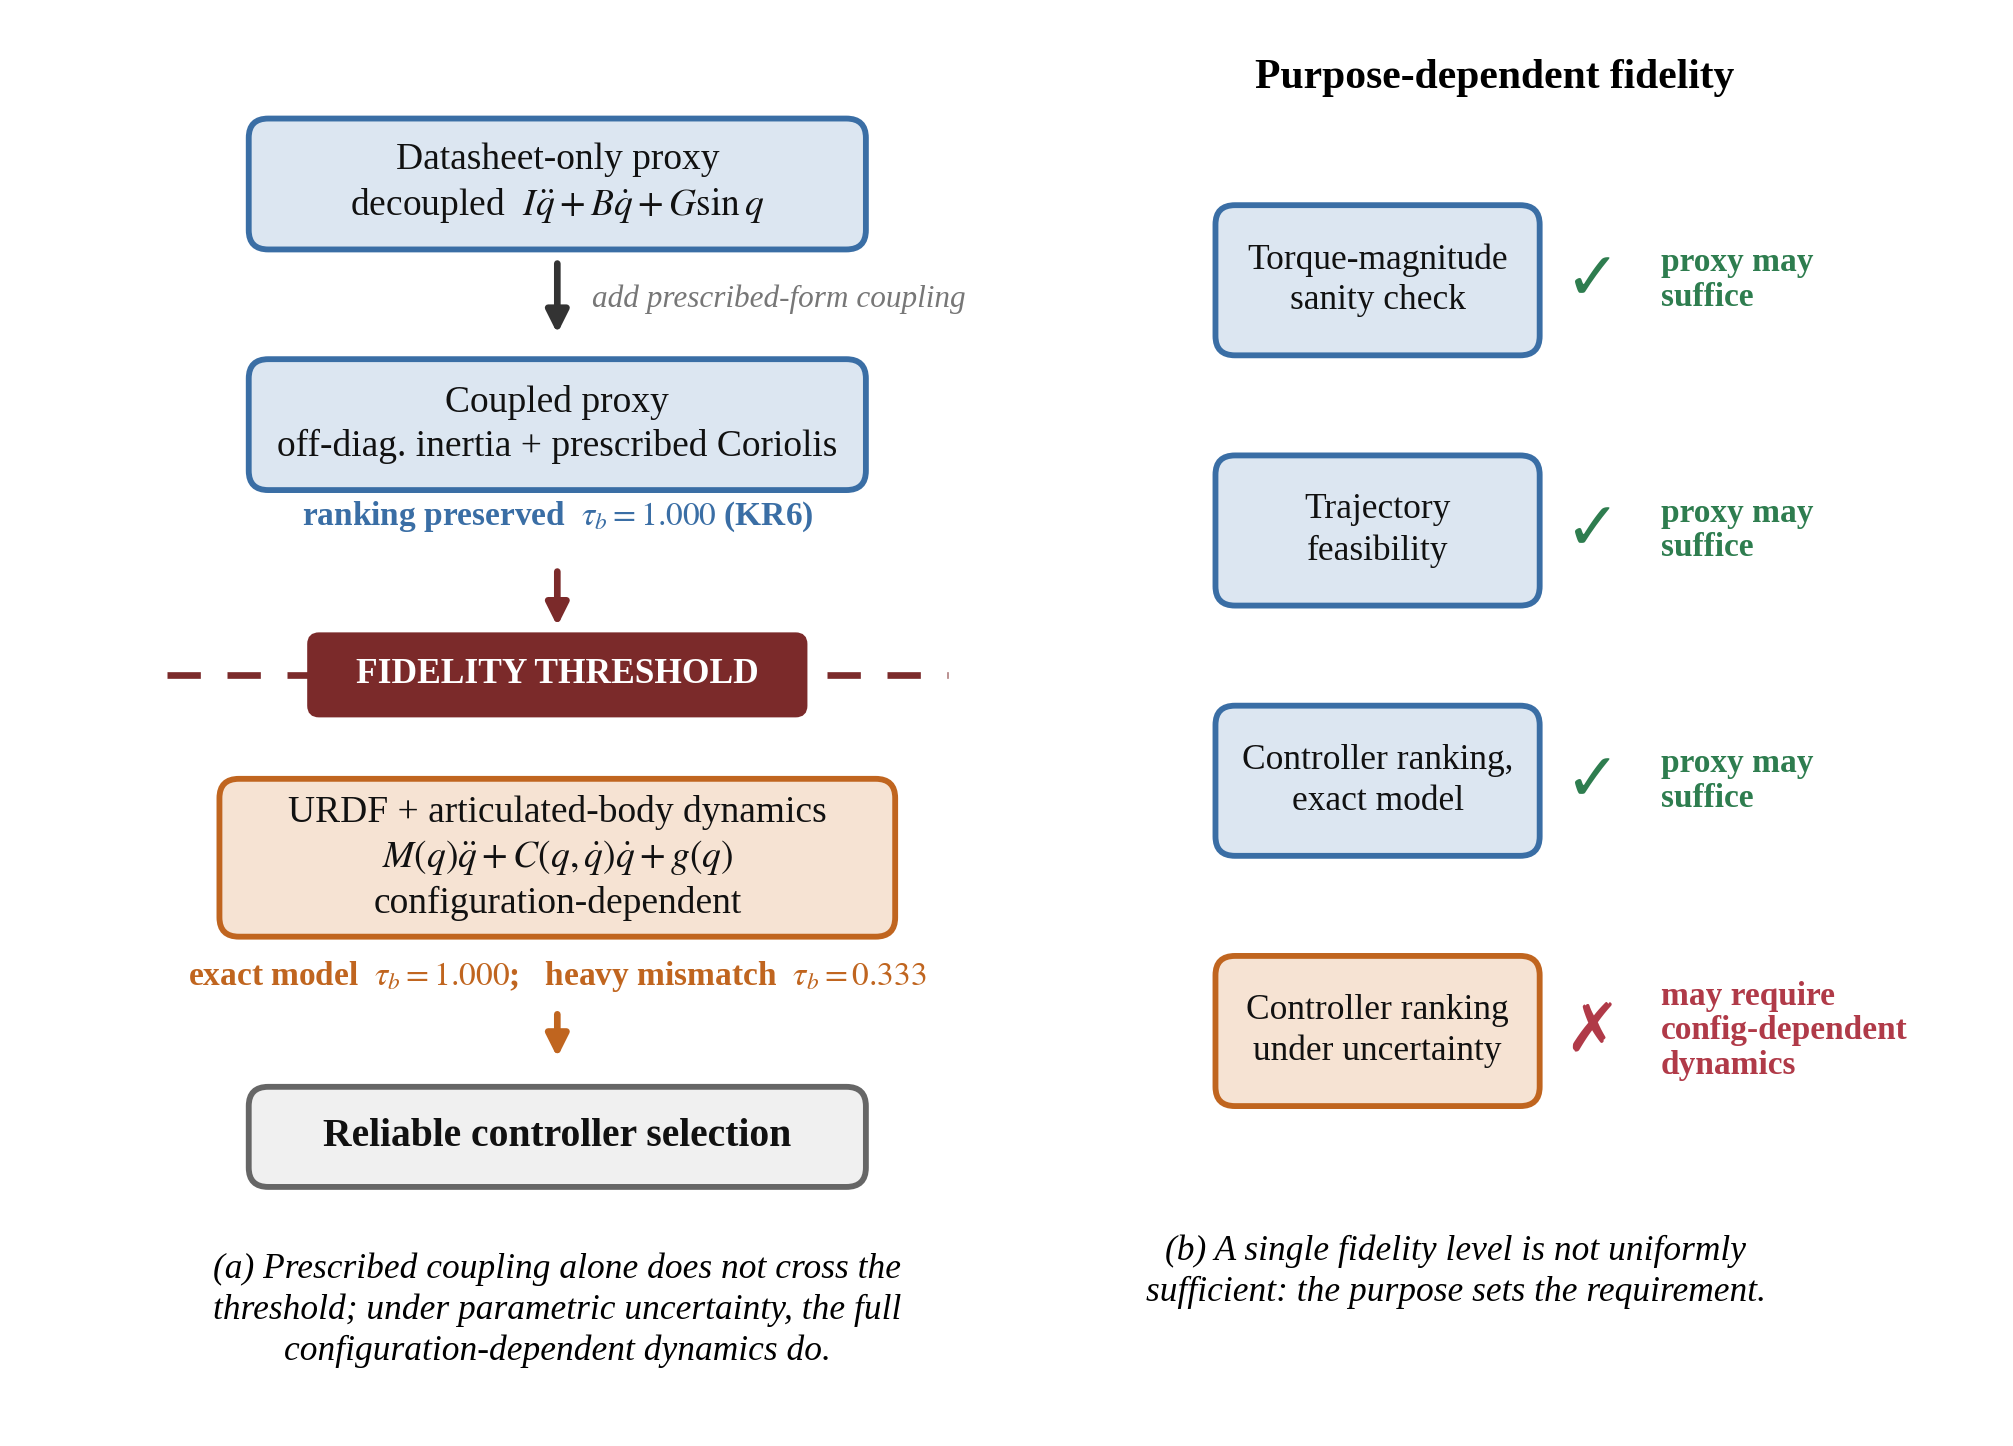 Datasheet-only proxy
decoupled Iq̈ + Bq̇ + G sin q
add prescribed-form coupling
Coupled proxy
off-diag. inertia + prescribed Coriolis
ranking preserved τ_b = 1.000 (KR6)
FIDELITY THRESHOLD
URDF + articulated-body dynamics
M(q)q̈ + C(q, q̇)q̇ + g(q)
configuration-dependent
exact model τ_b = 1.000; heavy mismatch τ_b = 0.333
Reliable controller selection
(a) Prescribed coupling alone does not cross the
threshold; under parametric uncertainty, the full
configuration-dependent dynamics do.
Purpose-dependent fidelity
Torque-magnitude
sanity check
✓
proxy may
suffice
Trajectory
feasibility
✓
proxy may
suffice
Controller ranking,
exact model
✓
proxy may
suffice
Controller ranking
under uncertainty
✗
may require
config-dependent
dynamics
(b) A single fidelity level is not uniformly
sufficient: the purpose sets the requirement.